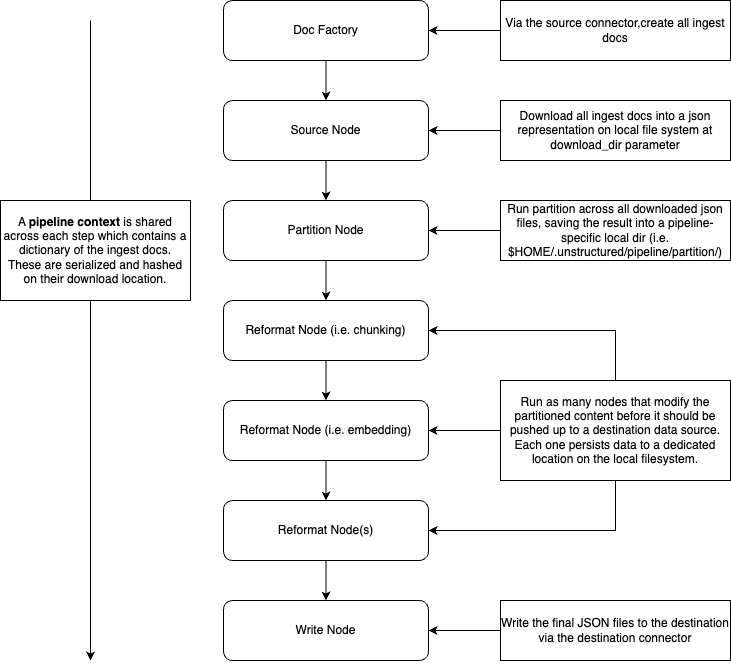 Doc Factory
Via the source connector,create all ingest
docs
Source Node
Download all ingest docs into a json
representation on local file system at
download_dir parameter
A pipeline context is shared
across each step which contains a
dictionary of the ingest docs.
These are serialized and hashed
on their download location.
Partition Node
Run partition across all downloaded json
files, saving the result into a pipeline-
specific local dir (i.e.
$HOME/.unstructured/pipeline/partition/)
Reformat Node (i.e. chunking)
Reformat Node (i.e. embedding)
Run as many nodes that modify the
partitioned content before it should be
pushed up to a destination data source.
Each one persists data to a dedicated
location on the local filesystem.
Reformat Node(s)
Write Node
Write the final JSON files to the destination
via the destination connector